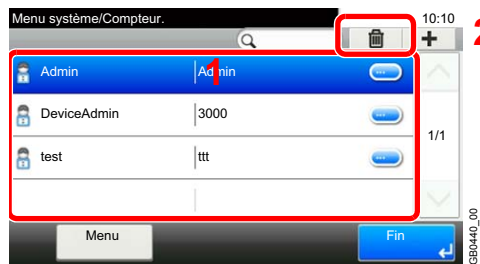 Menu système/Compteur.
10:10
2
Admin
Admin
1
DeviceAdmin
3000
1/1
test
ttt
Menu
Fin
GB0440_00